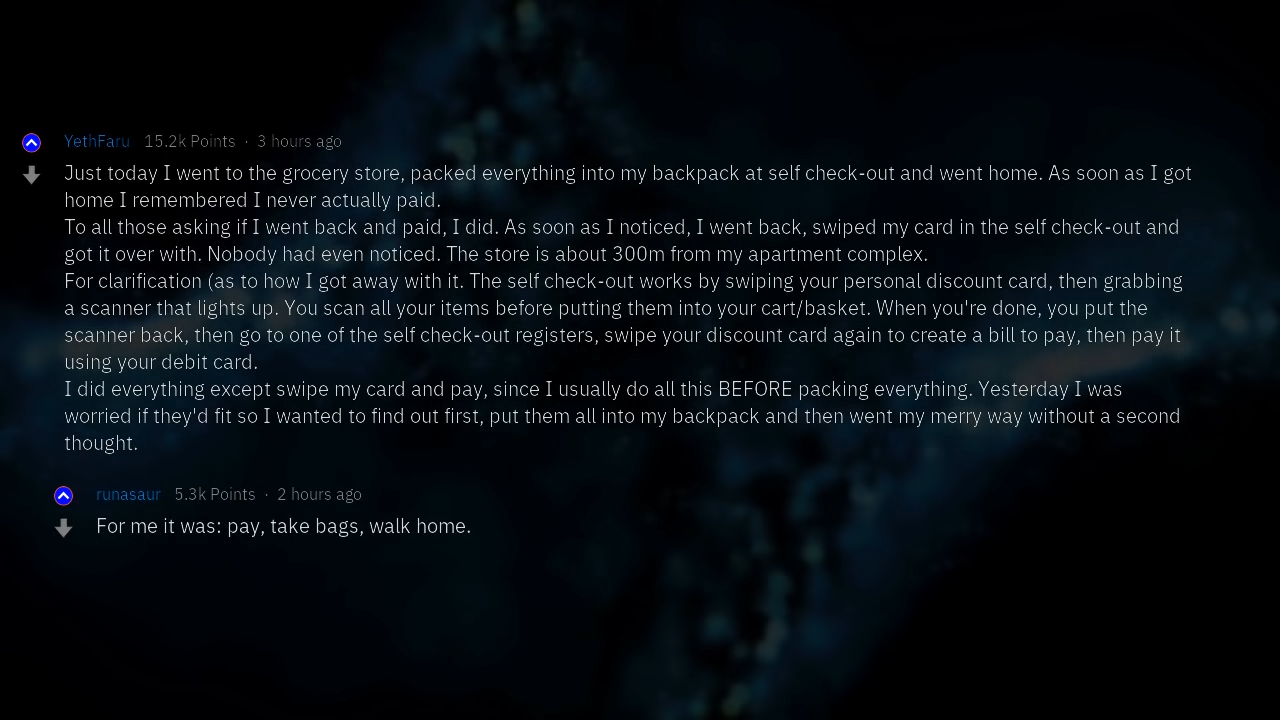 YethFaru 15.2k Points · 3 hours ago
Just today I went to the grocery store, packed everything into my backpack at self check-out and went home. As soon as I got
home I remembered I never actually paid.
To all those asking if I went back and paid, I did. As soon as I noticed, I went back, swiped my card in the self check-out and
got it over with. Nobody had even noticed. The store is about 300m from my apartment complex.
For clarification (as to how I got away with it. The self check-out works by swiping your personal discount card, then grabbing
a scanner that lights up. You scan all your items before putting them into your cart/basket. When you're done, you put the
scanner back, then go to one of the self check-out registers, swipe your discount card again to create a bill to pay, then pay it
using your debit card.
I did everything except swipe my card and pay, since I usually do all this BEFORE packing everything. Yesterday I was
worried if they'd fit so I wanted to find out first, put them all into my backpack and then went my merry way without a second
thought.
runasaur 5.3k Points · 2 hours ago
For me it was: pay, take bags, walk home.